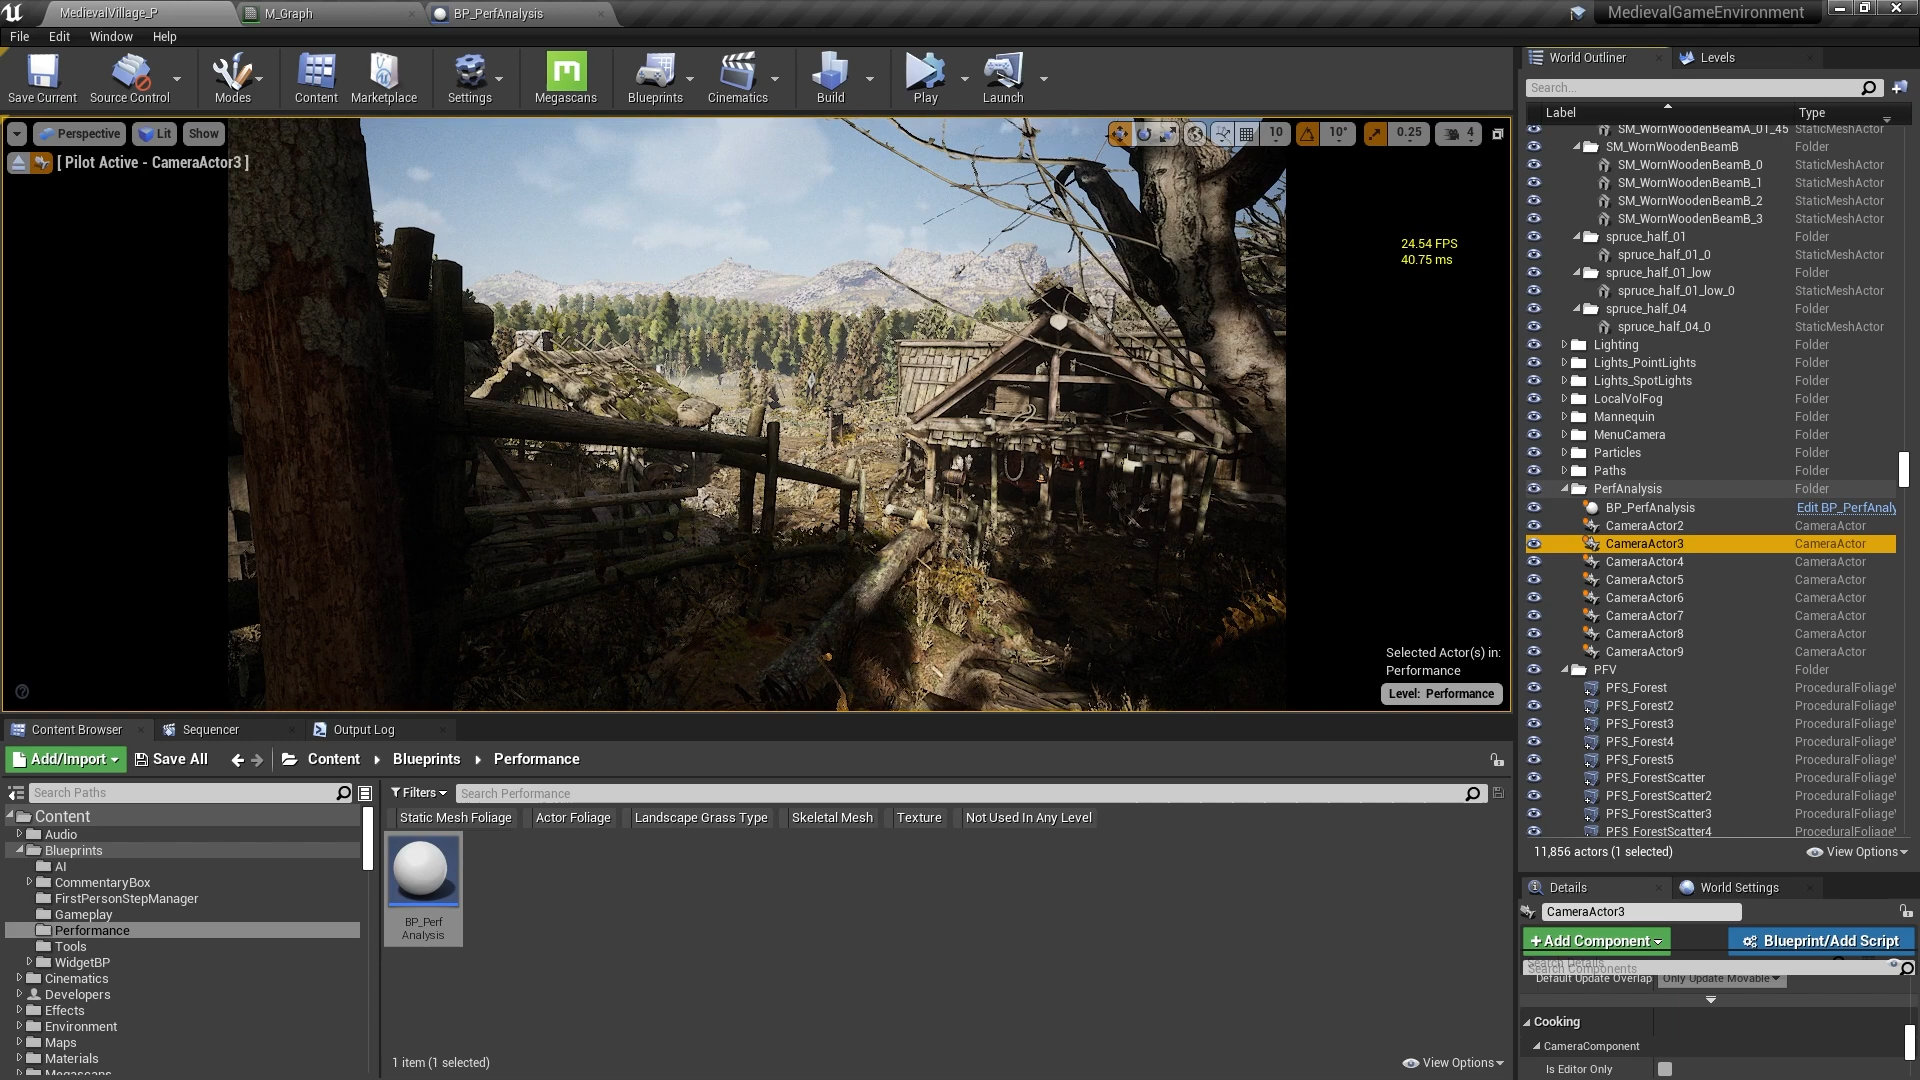 MedievalVillage_P
M_Graph
BP_PerfAnalysis
MedievalGameEnvironment
File Edit Window Help
Save Current
Source Control
Modes
Content
Marketplace
Settings
Megascans
Blueprints
Cinematics
Build
Play
Launch
Perspective
Lit
Show
10
10°
0.25
4
[ Pilot Active - CameraActor3 ]
24.54 FPS
40.75 ms
Selected Actor(s) in:
Performance
Level: Performance
World Outliner
Levels
Search...
Label Type
SM_WornWoodenBeamA_01_45 StaticMeshActor
SM_WornWoodenBeamB Folder
SM_WornWoodenBeamB_0 StaticMeshActor
SM_WornWoodenBeamB_1 StaticMeshActor
SM_WornWoodenBeamB_2 StaticMeshActor
SM_WornWoodenBeamB_3 StaticMeshActor
spruce_half_01 Folder
spruce_half_01_0 StaticMeshActor
spruce_half_01_low Folder
spruce_half_01_low_0 StaticMeshActor
spruce_half_04 Folder
spruce_half_04_0 StaticMeshActor
Lighting Folder
Lights_PointLights Folder
Lights_SpotLights Folder
LocalVolFog Folder
Mannequin Folder
MenuCamera Folder
Particles Folder
Paths Folder
PerfAnalysis Folder
BP_PerfAnalysis Edit BP_PerfAnaly
CameraActor2 CameraActor
CameraActor3 CameraActor
CameraActor4 CameraActor
CameraActor5 CameraActor
CameraActor6 CameraActor
CameraActor7 CameraActor
CameraActor8 CameraActor
CameraActor9 CameraActor
PFV Folder
PFS_Forest ProceduralFoliage
PFS_Forest2 ProceduralFoliage
PFS_Forest3 ProceduralFoliage
PFS_Forest4 ProceduralFoliage
PFS_Forest5 ProceduralFoliage
PFS_ForestScatter ProceduralFoliage
PFS_ForestScatter2 ProceduralFoliage
PFS_ForestScatter3 ProceduralFoliage
PFS_ForestScatter4 ProceduralFoliage
11,856 actors (1 selected)
View Options
Details
World Settings
CameraActor3
+Add Component
Blueprint/Add Script
Search Details
Search Components
Default Update Overlap Only Update Movable
Cooking
CameraComponent
Is Editor Only
Content Browser
Sequencer
Output Log
Add/Import
Save All
Content
Blueprints
Performance
Search Paths
Filters
Search Performance
Static Mesh Foliage
Actor Foliage
Landscape Grass Type
Skeletal Mesh
Texture
Not Used In Any Level
Content
Audio
Blueprints
AI
CommentaryBox
FirstPersonStepManager
Gameplay
Performance
Tools
WidgetBP
Cinematics
Developers
Effects
Environment
Maps
Materials
Megascans
BP_Perf
Analysis
1 item (1 selected)
View Options